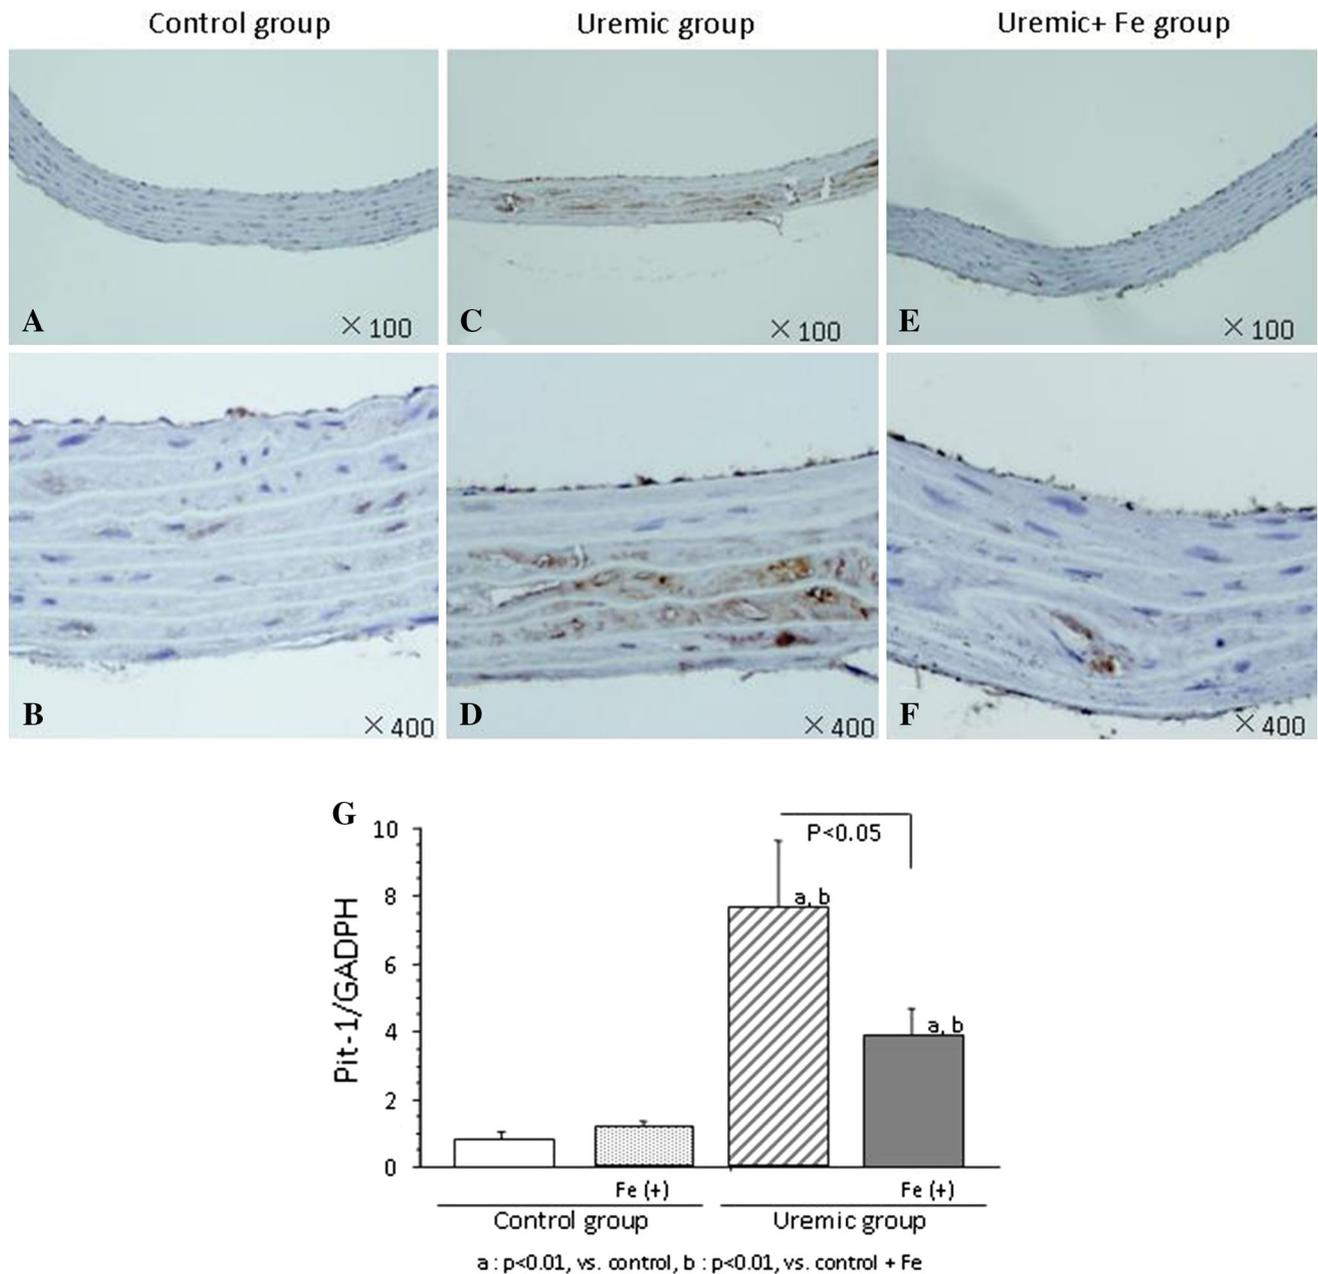 Control group
Uremic group
Uremic+ Fe group
A
× 100
C
× 100
E
× 100
B
× 400
D
× 400
F
× 400
G
10
8
6
4
2
0
Pit-1/GADPH
P<0.05
a, b
a, b
Fe (+)
Fe (+)
Control group
Uremic group
a : p<0.01, vs. control, b : p<0.01, vs. control + Fe